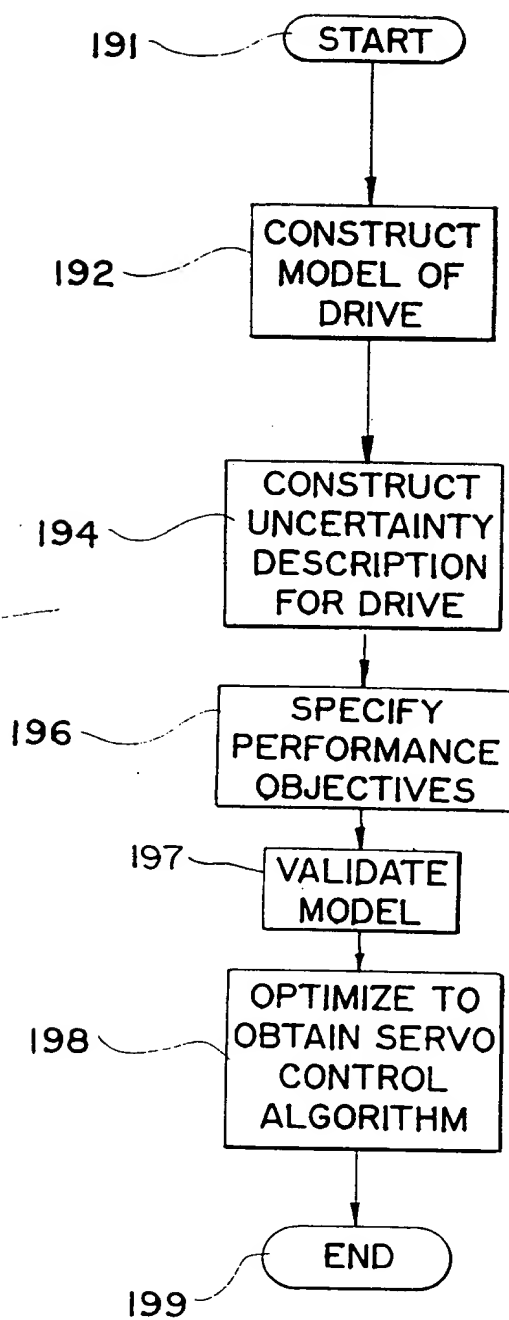 191
START
192
CONSTRUCT
MODEL OF
DRIVE
194
CONSTRUCT
UNCERTAINTY
DESCRIPTION
FOR DRIVE
196
SPECIFY
PERFORMANCE
OBJECTIVES
197
VALIDATE
MODEL
198
OPTIMIZE TO
OBTAIN SERVO
CONTROL
ALGORITHM
END
199